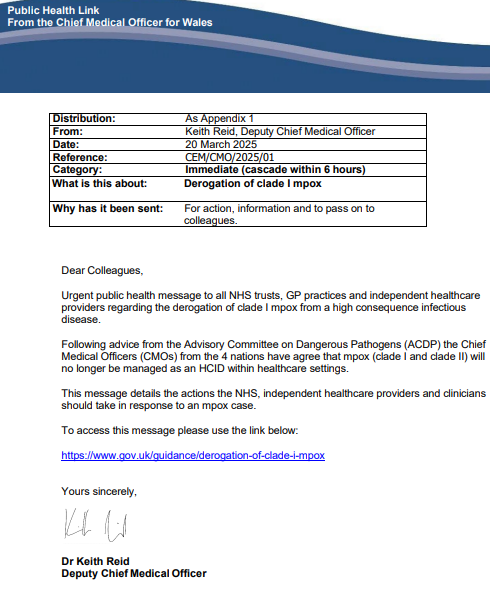 Public Health Link
From the Chief Medical Officer for Wales
Distribution: As Appendix 1
From: Keith Reid, Deputy Chief Medical Officer
Date: 20 March 2025
Reference: CEM/CMO/2025/01
Category: Immediate (cascade within 6 hours)
What is this about: Derogation of clade I mpox
Why has it been sent: For action, information and to pass on to
colleagues.
Dear Colleagues,
Urgent public health message to all NHS trusts, GP practices and independent healthcare
providers regarding the derogation of clade I mpox from a high consequence infectious
disease.
Following advice from the Advisory Committee on Dangerous Pathogens (ACDP) the Chief
Medical Officers (CMOs) from the 4 nations have agree that mpox (clade I and clade II) will
no longer be managed as an HCID within healthcare settings.
This message details the actions the NHS, independent healthcare providers and clinicians
should take in response to an mpox case.
To access this message please use the link below:
https://www.gov.uk/guidance/derogation-of-clade-i-mpox
Yours sincerely,
Dr Keith Reid
Deputy Chief Medical Officer